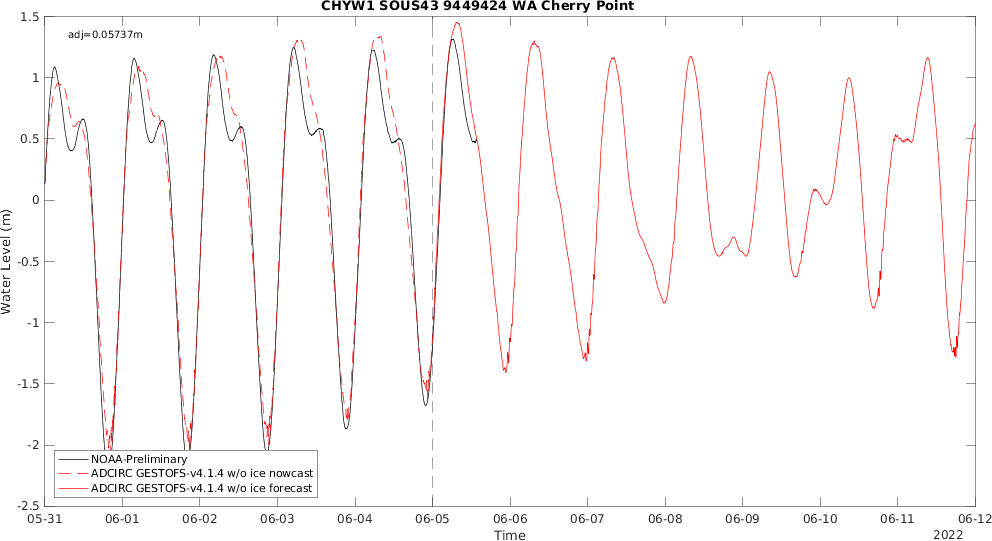 CHYW1 SOUS43 9449424 WA Cherry Point
adj=0.05737m
1.5
1
0.5
0
-0.5
-1
-1.5
-2
-2.5
Water Level (m)
NOAA-Preliminary
ADCIRC GESTOFS-v4.1.4 w/o ice nowcast
ADCIRC GESTOFS-v4.1.4 w/o ice forecast
05-31 06-01 06-02 06-03 06-04 06-05 06-06 06-07 06-08 06-09 06-10 06-11 06-12
Time
2022